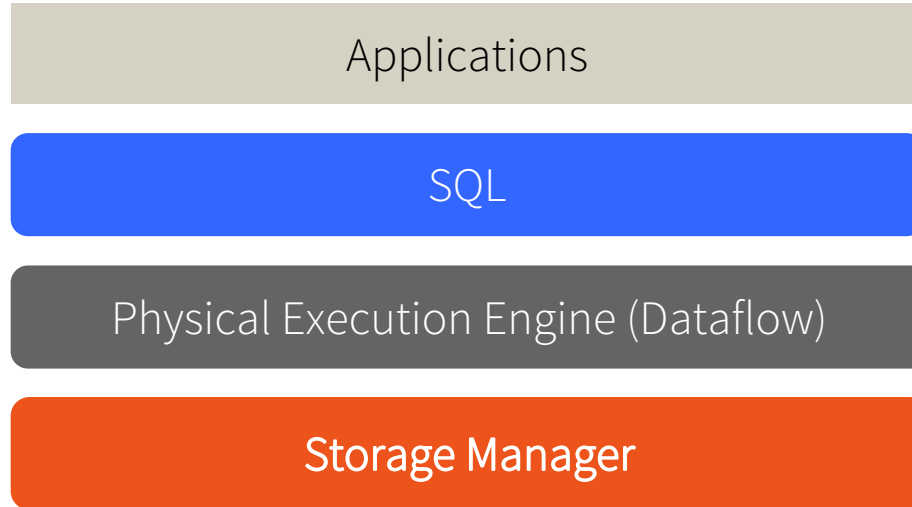 Applications
SQL
Physical Execution Engine (Dataflow)
Storage Manager